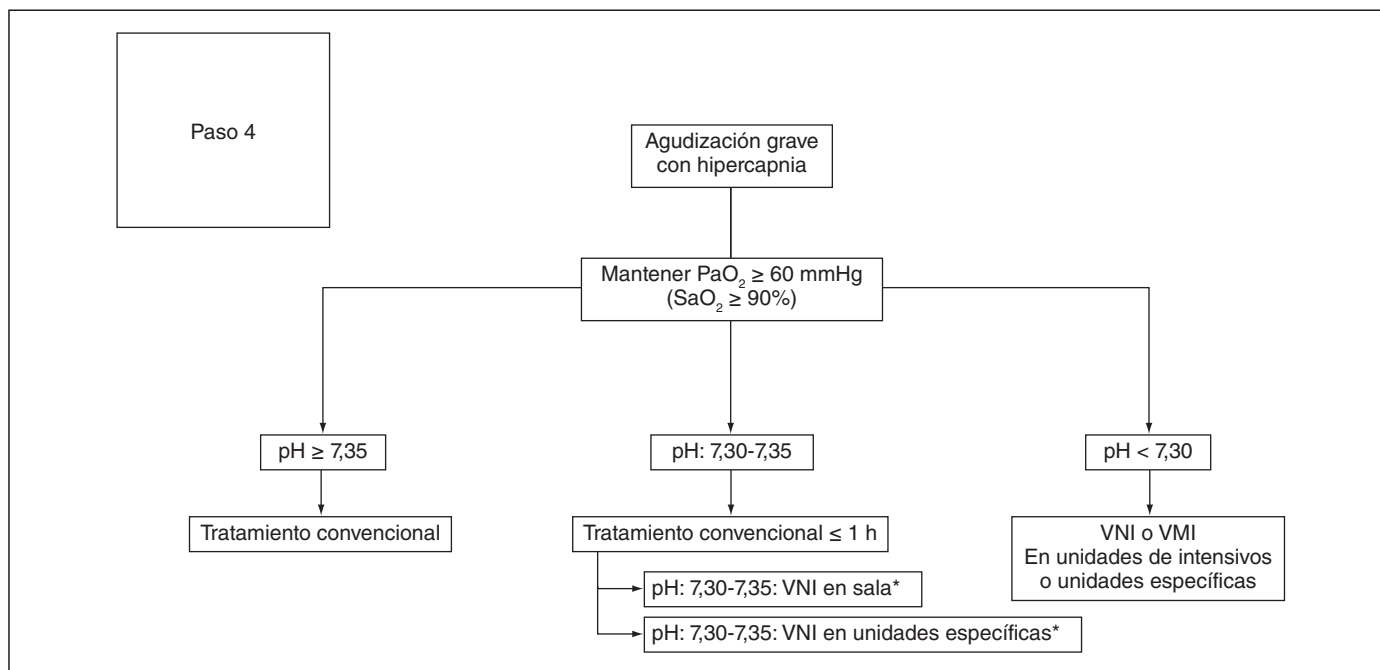 Paso 4
Agudización grave
con hipercapnia
Mantener PaO₂ ≥ 60 mmHg
(SaO₂ ≥ 90%)
pH ≥ 7,35
pH: 7,30-7,35
pH < 7,30
Tratamiento convencional
Tratamiento convencional ≤ 1 h
VNI o VMI
En unidades de intensivos
o unidades específicas
pH: 7,30-7,35: VNI en sala*
pH: 7,30-7,35: VNI en unidades específicas*